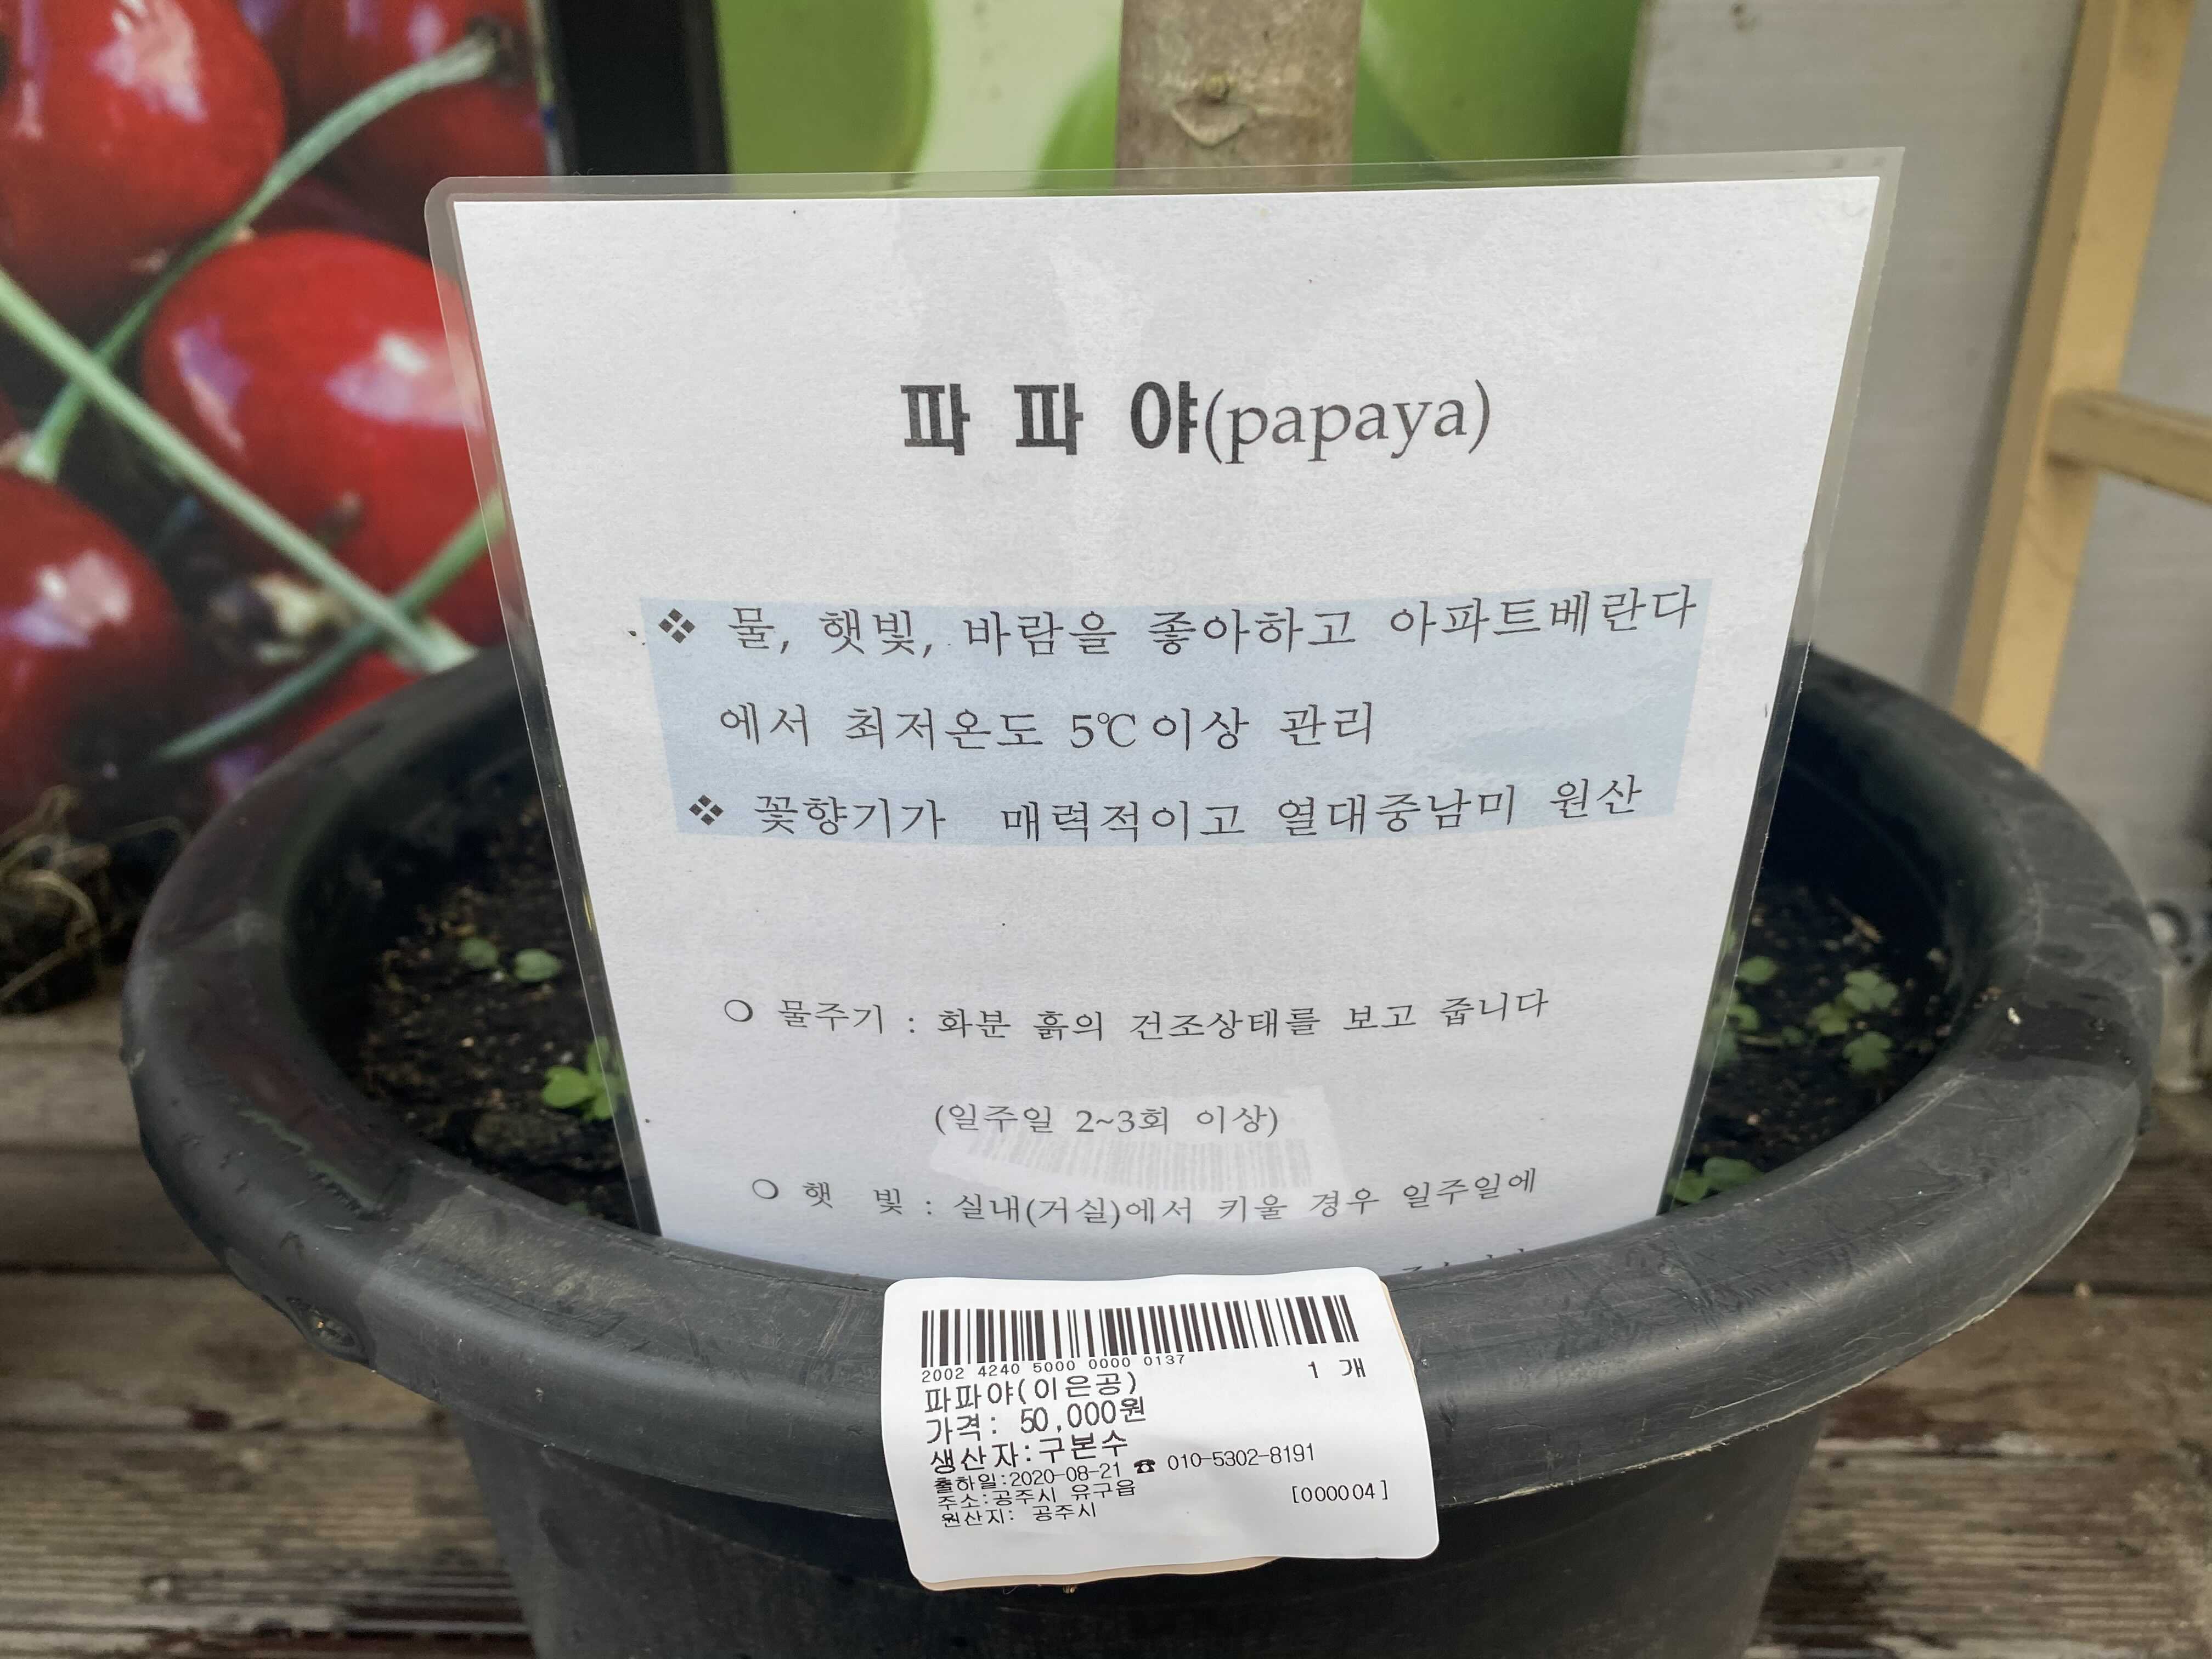 파 파 야(papaya)
❖ 물, 햇빛, 바람을 좋아하고 아파트베란다
에서 최저온도 5℃이상 관리
❖ 꽃향기가 매력적이고 열대중남미 원산
○ 물주기 : 화분 흙의 건조상태를 보고 줍니다
(일주일 2~3회 이상)
○ 햇 빛 : 실내(거실)에서 키울 경우 일주일에
2002 4240 5000 0000 0137
1 개
파파야(이은공)
가격: 50,000원
생산자:구본수
출하일:2020-08-21 ☎ 010-5302-8191
주소:공주시 유구읍 [000004]
원산지: 공주시